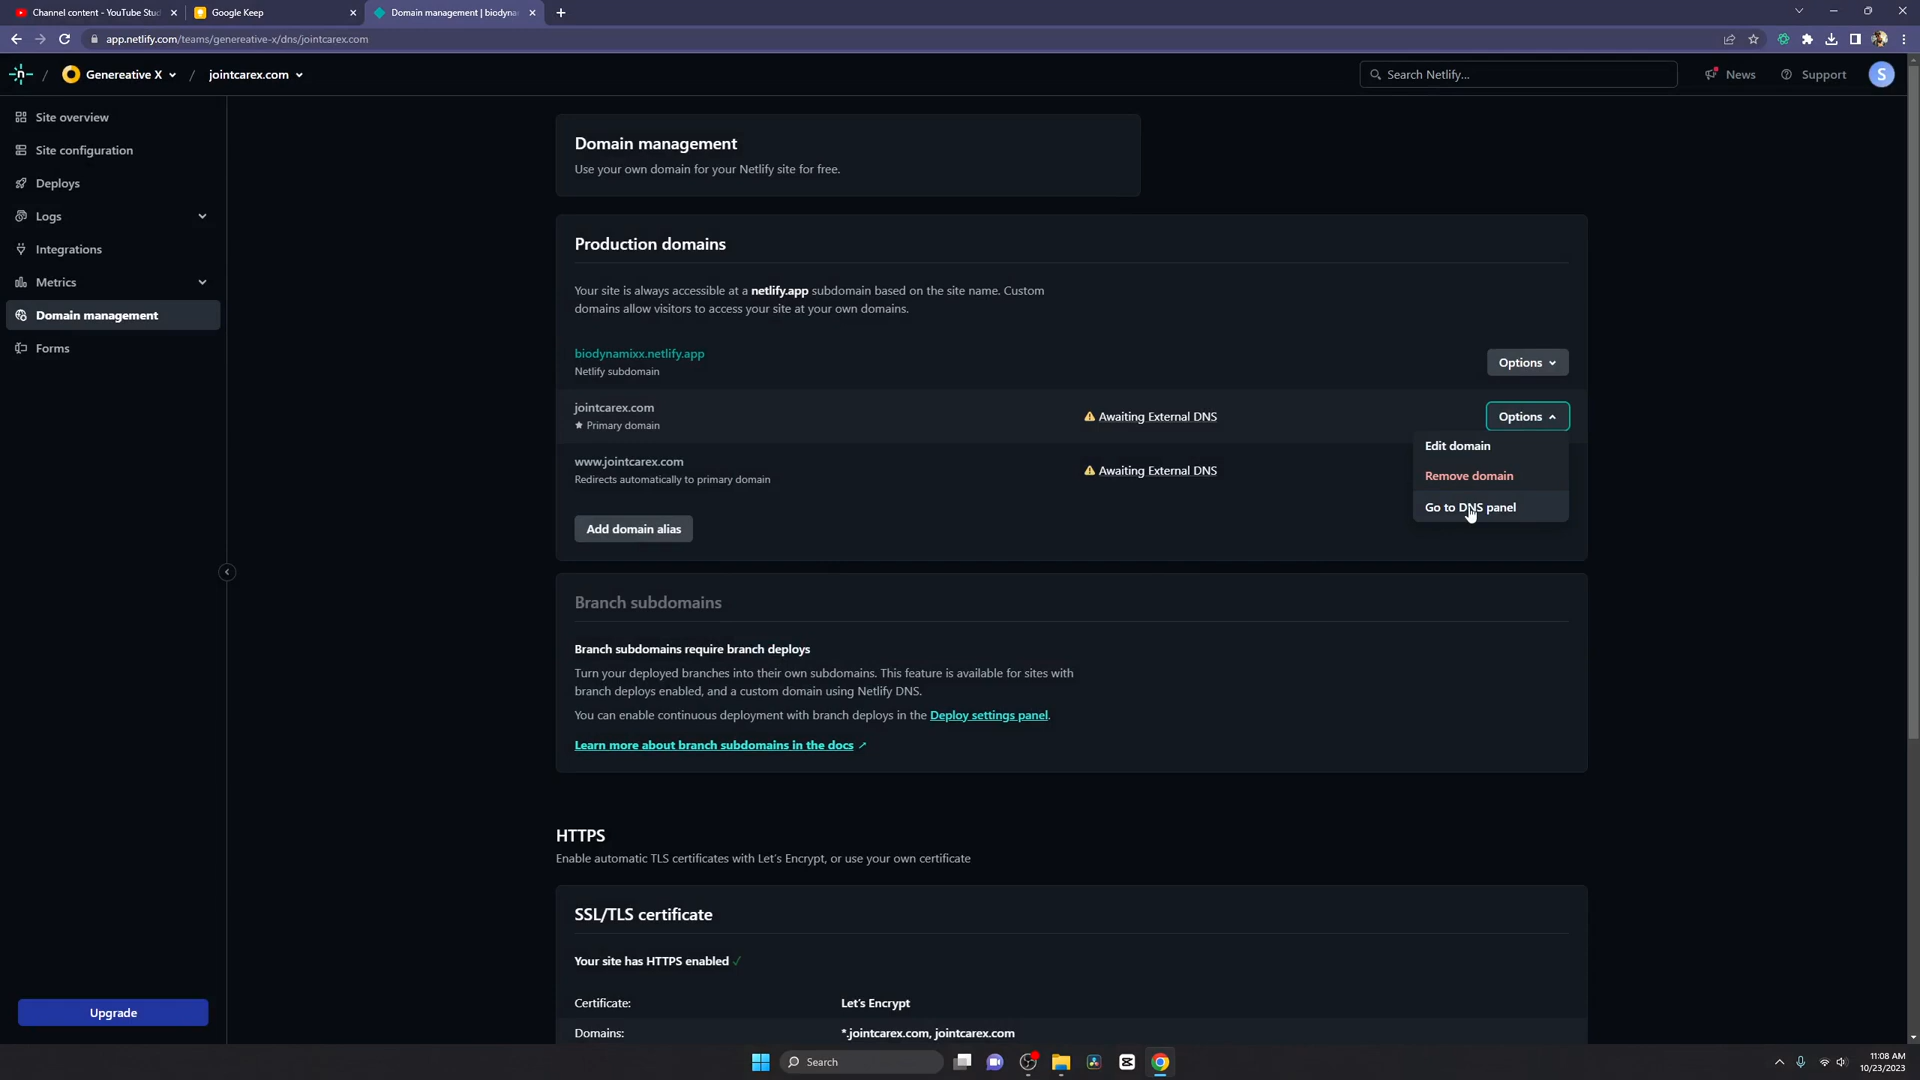 Channel content - YouTube Stud
Google Keep
Domain management | biodyna
app.netlify.com/teams/genereative-x/dns/jointcarex.com
/ Genereative X / jointcarex.com
Search Netlify...
News
Support
S
Site overview
Site configuration
Deploys
Logs
Integrations
Metrics
Domain management
Forms
Upgrade
Domain management
Use your own domain for your Netlify site for free.
Production domains
Your site is always accessible at a netlify.app subdomain based on the site name. Custom
domains allow visitors to access your site at your own domains.
biodynamixx.netlify.app
Netlify subdomain
Options
jointcarex.com
Primary domain
Awaiting External DNS
Options
Edit domain
Remove domain
Go to DNS panel
www.jointcarex.com
Redirects automatically to primary domain
Awaiting External DNS
Add domain alias
Branch subdomains
Branch subdomains require branch deploys
Turn your deployed branches into their own subdomains. This feature is available for sites with
branch deploys enabled, and a custom domain using Netlify DNS.
You can enable continuous deployment with branch deploys in the Deploy settings panel.
Learn more about branch subdomains in the docs
HTTPS
Enable automatic TLS certificates with Let's Encrypt, or use your own certificate
SSL/TLS certificate
Your site has HTTPS enabled ✓
Certificate: Let's Encrypt
Domains: *.jointcarex.com, jointcarex.com
Search
11:08 AM
10/23/2023